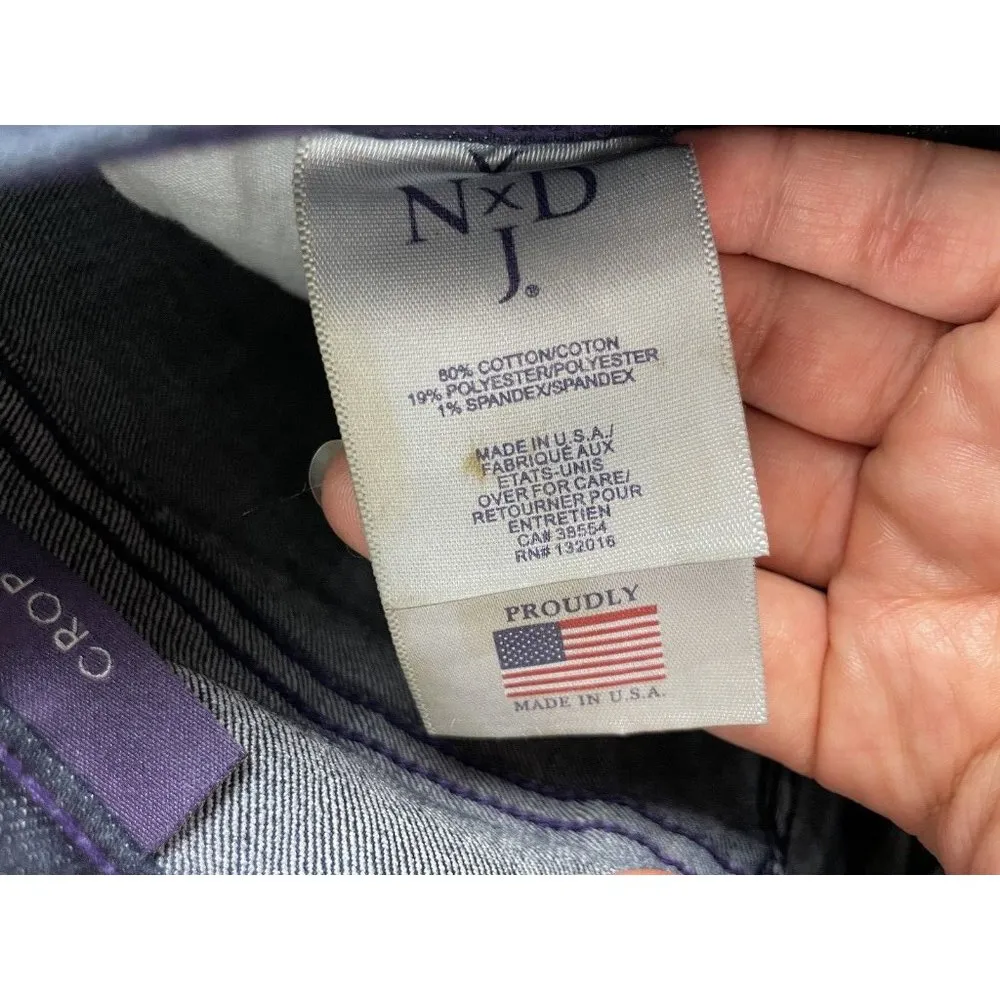 N×D
J.®
80% COTTON/COTON
19% POLYESTER/POLYESTER
1% SPANDEX/SPANDEX
MADE IN U.S.A./
FABRIQUE AUX
ETATS-UNIS
OVER FOR CARE/
RETOURNER POUR
ENTRETIEN
CA# 38554
RN# 132016
PROUDLY
MADE IN U.S.A.
CROP